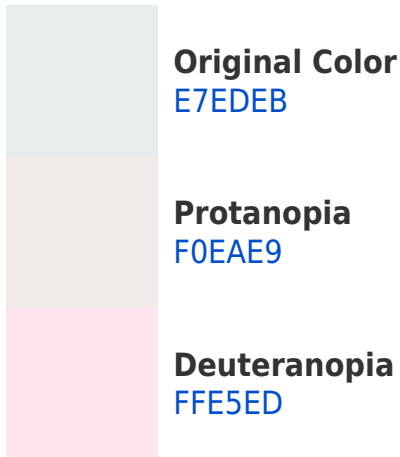 Original Color
E7EDEB
Protanopia
F0EAE9
Deuteranopia
FFE5ED